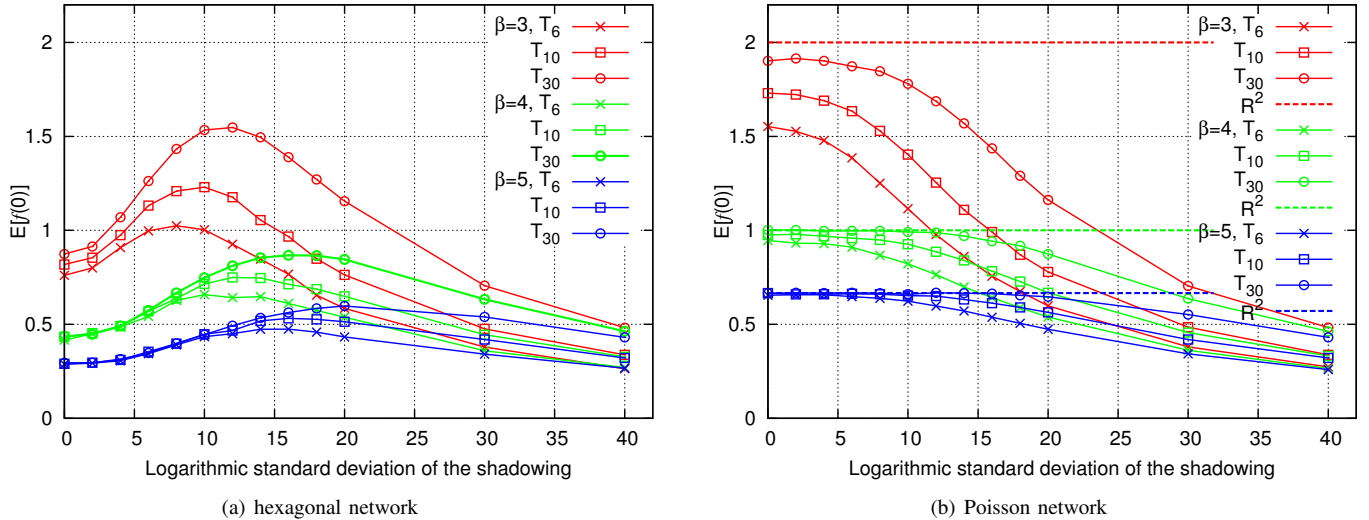 E[f(0)]
2
1.5
1
0.5
0
0 5 10 15 20 25 30 35 40
Logarithmic standard deviation of the shadowing
β=3, T₆
T₁₀
T₃₀
β=4, T₆
T₁₀
T₃₀
β=5, T₆
T₁₀
T₃₀
(a) hexagonal network
E[f(0)]
2
1.5
1
0.5
0
0 5 10 15 20 25 30 35 40
Logarithmic standard deviation of the shadowing
β=3, T₆
T₁₀
T₃₀
R²
β=4, T₆
T₁₀
T₃₀
R²
β=5, T₆
T₁₀
T₃₀
R²
(b) Poisson network